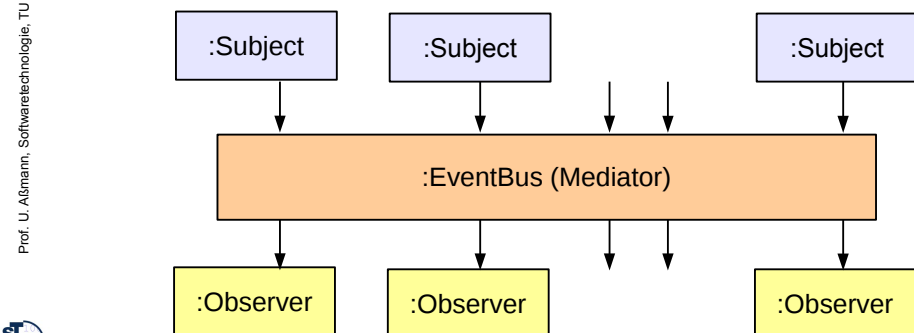 Prof. U. Aßmann, Softwaretechnologie, TU
:Subject
:Subject
:Subject
:EventBus (Mediator)
:Observer
:Observer
:Observer